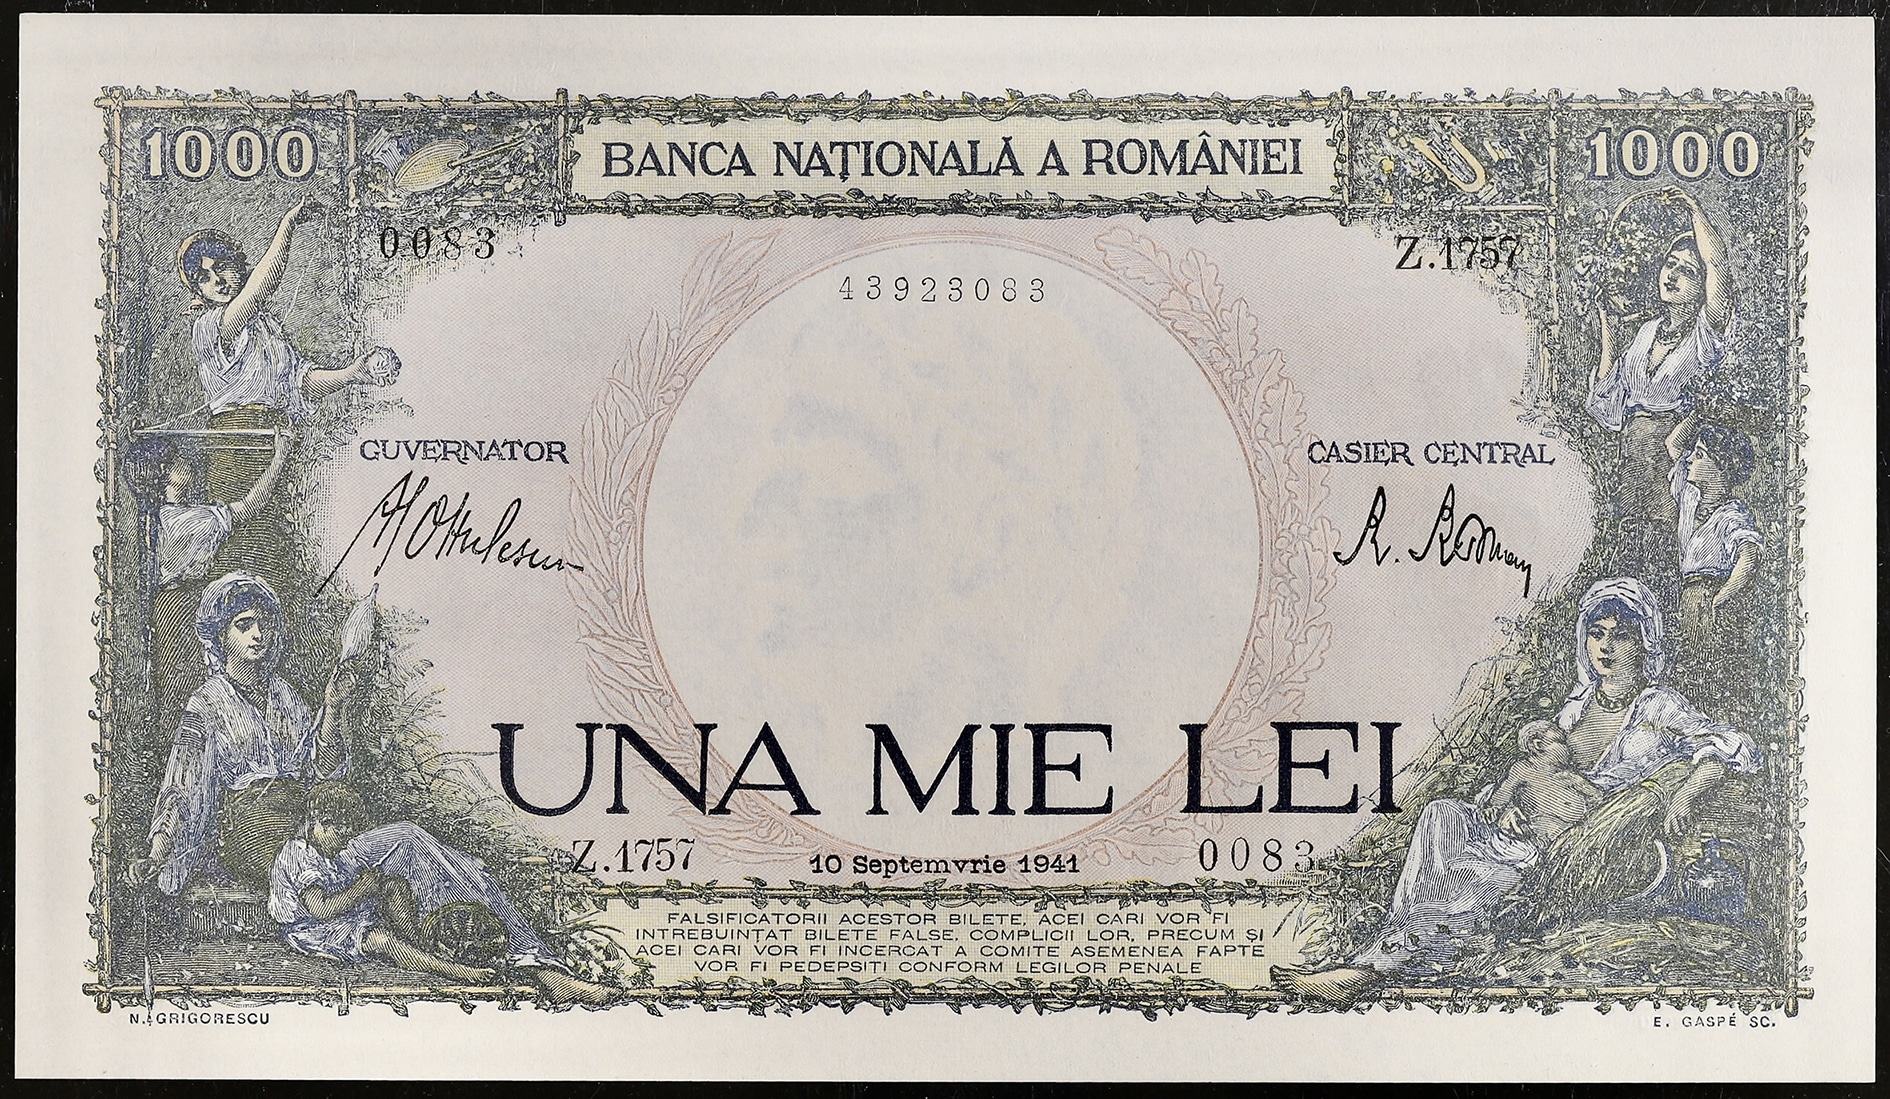 1000
BANCA NAȚIONALĂ A ROMÂNIEI
1000
0083
Z.1757
43923083
GUVERNATOR
CASIER CENTRAL
UNA MIE LEI
Z.1757
10 Septemvrie 1941
0083
FALSIFICATORII ACESTOR BILETE, ACEI CARI VOR FI
INTREBUINȚAT BILETE FALSE, COMPLICII LOR, PRECUM ȘI
ACEI CARI VOR FI INCERCAT A COMITE ASEMENEA FAPTE
VOR FI PEDEPSITI CONFORM LEGILOR PENALE
N. GRIGORESCU
E. GASPÉ SC.